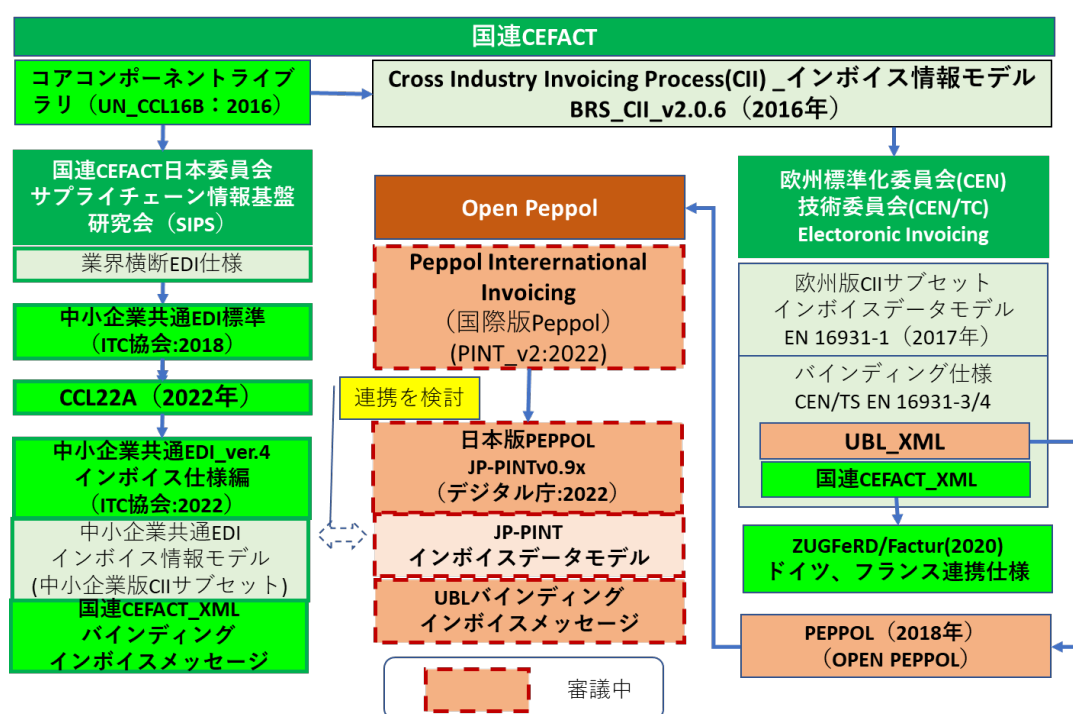 国連CEFACT
コアコンポーネントライブ
ラリ（UN_CCL16B：2016）
Cross Industry Invoicing Process(CII) _インボイス情報モデル
BRS_CII_v2.0.6（2016年）
国連CEFACT日本委員会
サプライチェーン情報基盤
研究会（SIPS）
業界横断EDI仕様
中小企業共通EDI標準
（ITC協会:2018）
CCL22A（2022年）
中小企業共通EDI_ver.4
インボイス仕様編
（ITC協会:2022）
中小企業共通EDI
インボイス情報モデル
(中小企業版CIIサブセット)
国連CEFACT_XML
バインディング
インボイスメッセージ
Open Peppol
Peppol Interernational
Invoicing
（国際版Peppol）
(PINT_v2:2022)
連携を検討
日本版PEPPOL
JP-PINTv0.9x
（デジタル庁:2022）
JP-PINT
インボイスデータモデル
UBLバインディング
インボイスメッセージ
審議中
欧州標準化委員会(CEN)
技術委員会(CEN/TC)
Electoronic Invoicing
欧州版CIIサブセット
インボイスデータモデル
EN 16931-1（2017年）
バインディング仕様
CEN/TS EN 16931-3/4
UBL_XML
国連CEFACT_XML
ZUGFeRD/Factur(2020)
ドイツ、フランス連携仕様
PEPPOL（2018年）
（OPEN PEPPOL）